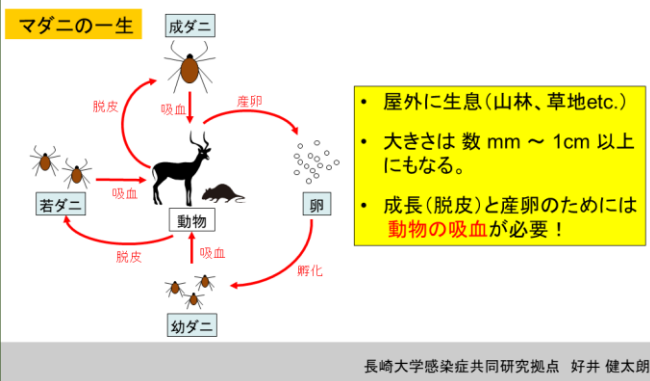 マダニの一生
成ダニ
脱皮
吸血
産卵
若ダニ
吸血
動物
卵
脱皮
吸血
孵化
幼ダニ
• 屋外に生息（山林、草地etc.）
• 大きさは 数 mm ～ 1cm 以上
にもなる。
• 成長（脱皮）と産卵のためには
動物の吸血が必要！
長崎大学感染症共同研究拠点 好井 健太朗